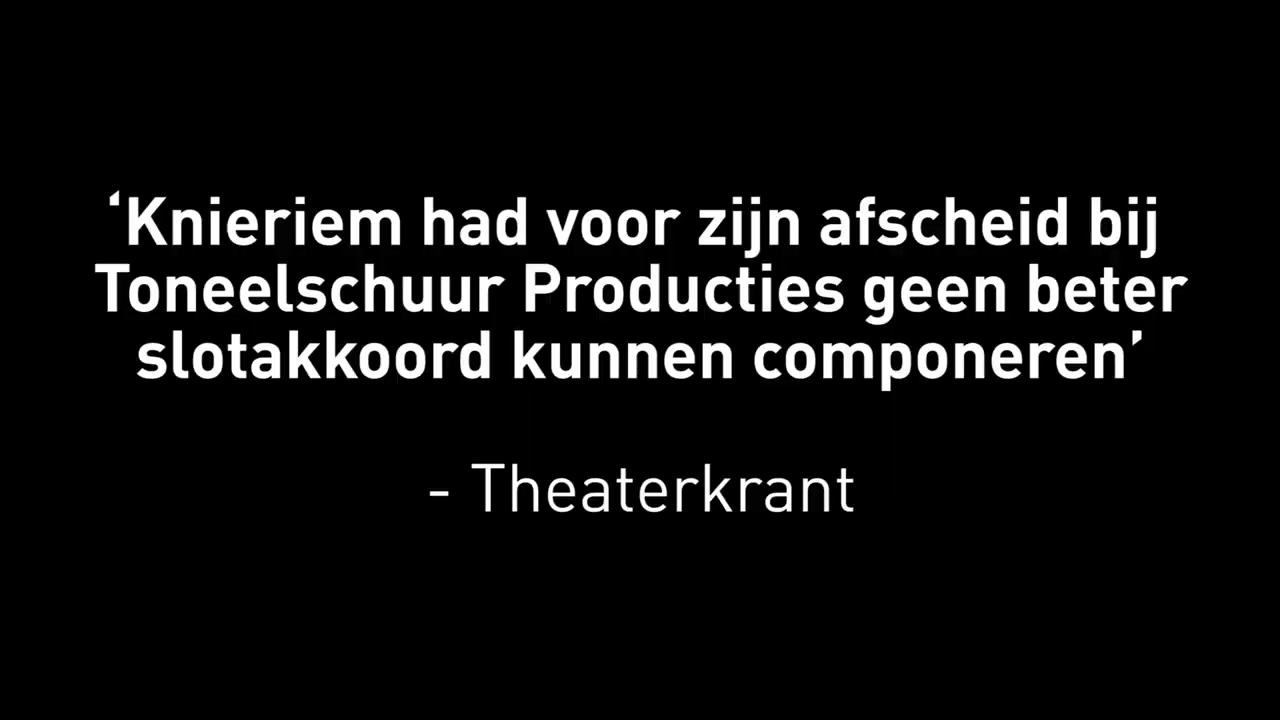 ‘Knieriem had voor zijn afscheid bij
Toneelschuur Producties geen beter
slotakkoord kunnen componeren’
- Theaterkrant